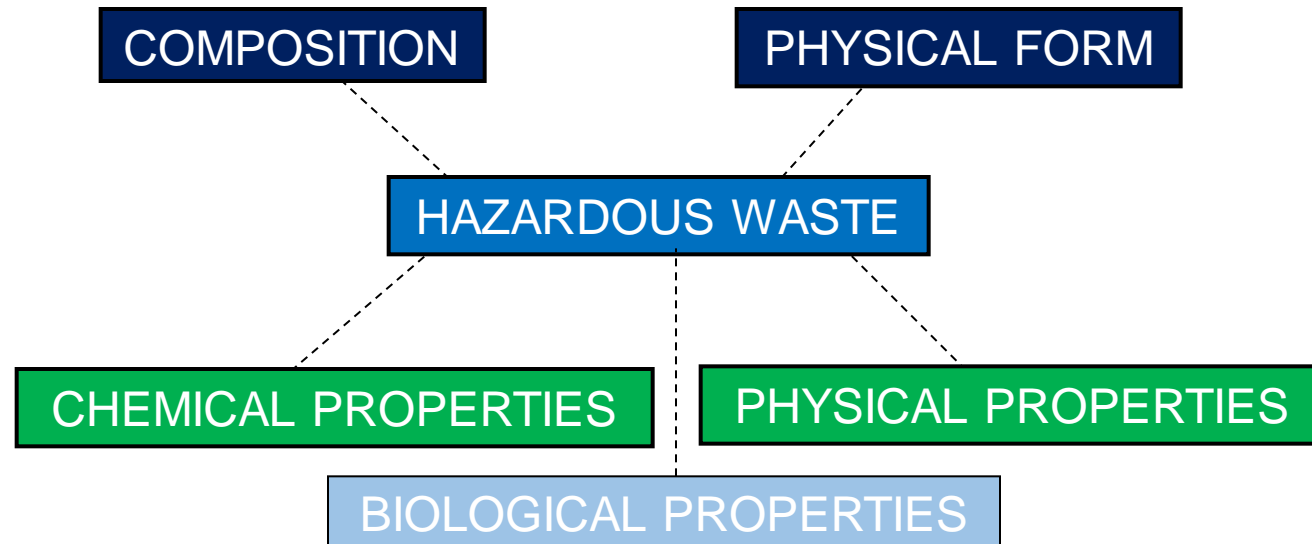 COMPOSITION
PHYSICAL FORM
HAZARDOUS WASTE
CHEMICAL PROPERTIES
PHYSICAL PROPERTIES
BIOLOGICAL PROPERTIES